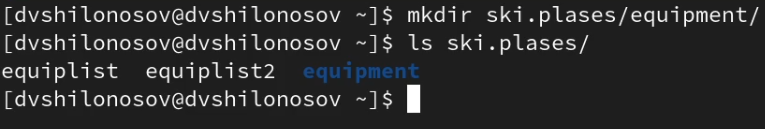 [dvshilonosov@dvshilonosov ~]$ mkdir ski.plases/equipment/
[dvshilonosov@dvshilonosov ~]$ ls ski.plases/
equiplist  equiplist2  equipment
[dvshilonosov@dvshilonosov ~]$